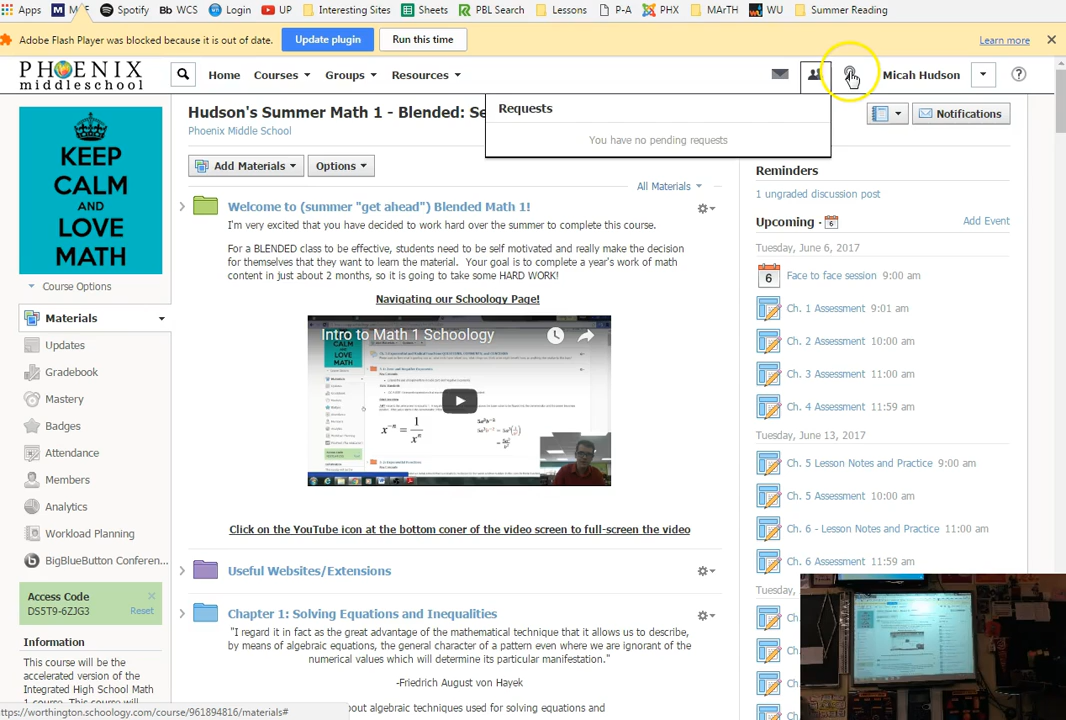 Apps
Spotify
Bb WCS
Login
UP
Interesting Sites
Sheets
PBL Search
Lessons
P-A
PHX
MArTH
WU
Summer Reading
Adobe Flash Player was blocked because it is out of date.
Update plugin
Run this time
Learn more
PHOENIX
middleschool
Home
Courses
Groups
Resources
Micah Hudson
Requests
You have no pending requests
KEEP
CALM
AND
LOVE
MATH
Course Options
Materials
Updates
Gradebook
Mastery
Badges
Attendance
Members
Analytics
Workload Planning
BigBlueButton Conferen...
Access Code
DS5T9-6ZJG3
Reset
Information
This course will be
the accelerated version of the
Integrated High School Math
1 course. This course will
https://worthington.schoology.com/course/961894816/materials#
Hudson's Summer Math 1 - Blended: Se
Phoenix Middle School
Add Materials
Options
All Materials
Welcome to (summer "get ahead") Blended Math 1!
I'm very excited that you have decided to work hard over the summer to complete this course.
For a BLENDED class to be effective, students need to be self motivated and really make the decision
for themselves that they want to learn the material. Your goal is to complete a year's work of math
content in just about 2 months, so it is going to take some HARD WORK!
Navigating our Schoology Page!
Intro to Math 1 Schoology
Click on the YouTube icon at the bottom coner of the video screen to full-screen the video
Useful Websites/Extensions
Chapter 1: Solving Equations and Inequalities
"I regard it in fact as the great advantage of the mathematical technique that it allows us to describe,
by means of algebraic equations, the general character of a pattern even where we are ignorant of the
numerical values which will determine its particular manifestation."
-Friedrich August von Hayek
about algebraic techniques used for solving equations and
Notifications
Reminders
1 ungraded discussion post
Upcoming · 6
Add Event
Tuesday, June 6, 2017
6
Face to face session 9:00 am
Ch. 1 Assessment 9:01 am
Ch. 2 Assessment 10:00 am
Ch. 3 Assessment 11:00 am
Ch. 4 Assessment 11:59 am
Tuesday, June 13, 2017
Ch. 5 Lesson Notes and Practice 9:00 am
Ch. 5 Assessment 10:00 am
Ch. 6 - Lesson Notes and Practice 11:00 am
Ch. 6 Assessment 11:59 am
Tuesday,
Ch
Ch
Ch